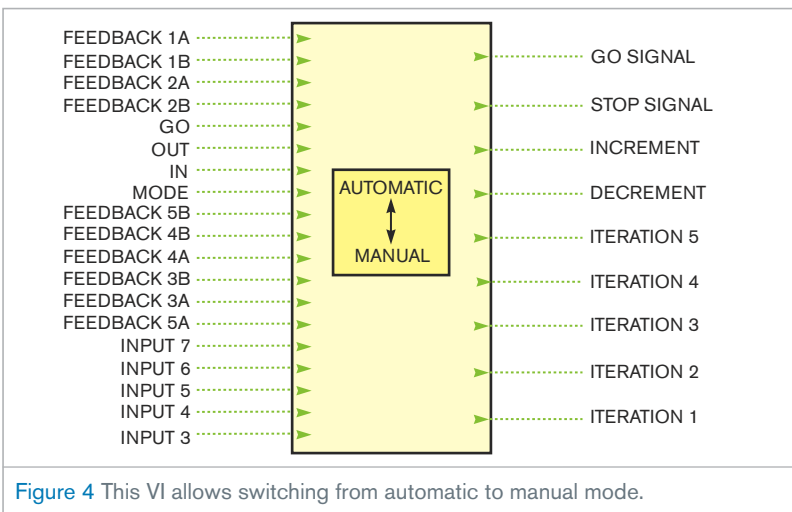 FEEDBACK 1A
FEEDBACK 1B
FEEDBACK 2A
FEEDBACK 2B
GO
OUT
IN
MODE
FEEDBACK 5B
FEEDBACK 4B
FEEDBACK 4A
FEEDBACK 3B
FEEDBACK 3A
FEEDBACK 5A
INPUT 7
INPUT 6
INPUT 5
INPUT 4
INPUT 3
AUTOMATIC
MANUAL
GO SIGNAL
STOP SIGNAL
INCREMENT
DECREMENT
ITERATION 5
ITERATION 4
ITERATION 3
ITERATION 2
ITERATION 1
Figure 4 This VI allows switching from automatic to manual mode.